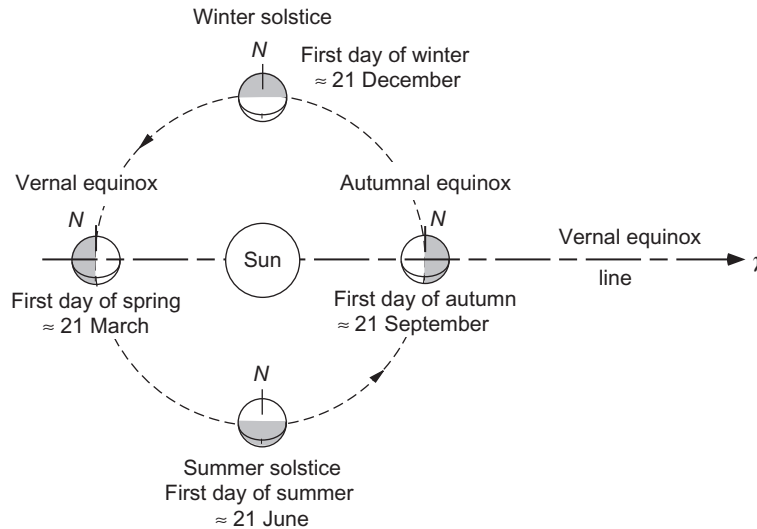 Winter solstice
N
First day of winter
≈ 21 December
Vernal equinox
Autumnal equinox
N
N
Vernal equinox
line
Sun
First day of spring
≈ 21 March
First day of autumn
≈ 21 September
N
Summer solstice
First day of summer
≈ 21 June